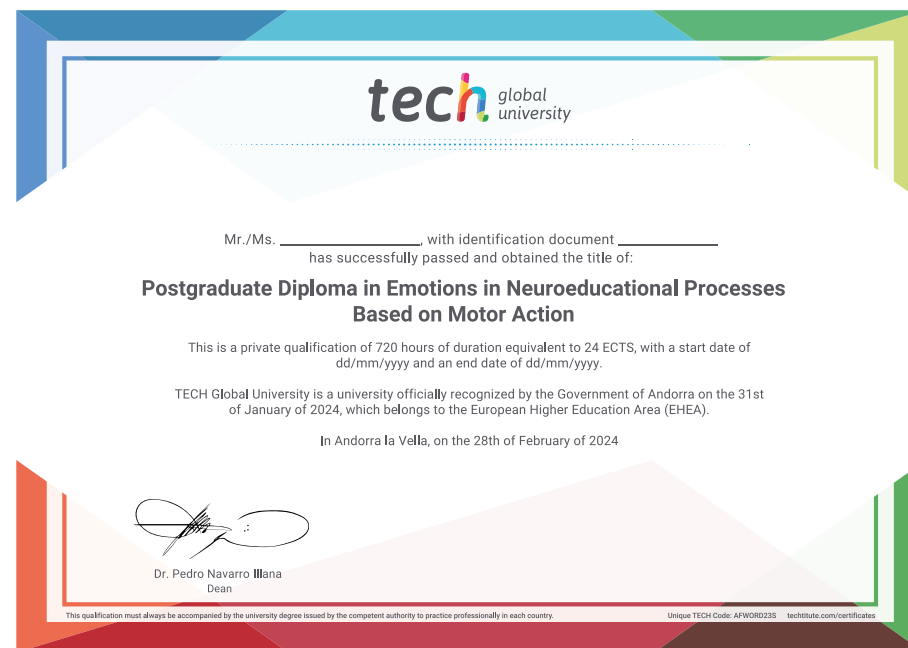 tech global university
Mr./Ms. ____________, with identification document ____________
has successfully passed and obtained the title of:
Postgraduate Diploma in Emotions in Neuroeducational Processes
Based on Motor Action
This is a private qualification of 720 hours of duration equivalent to 24 ECTS, with a start date of
dd/mm/yyyy and an end date of dd/mm/yyyy.
TECH Global University is a university officially recognized by the Government of Andorra on the 31st
of January of 2024, which belongs to the European Higher Education Area (EHEA).
In Andorra la Vella, on the 28th of February of 2024
Dr. Pedro Navarro Illana
Dean
This qualification must always be accompanied by the university degree issued by the competent authority to practice professionally in each country.
Unique TECH Code: AFWORD23S techtitute.com/certificates